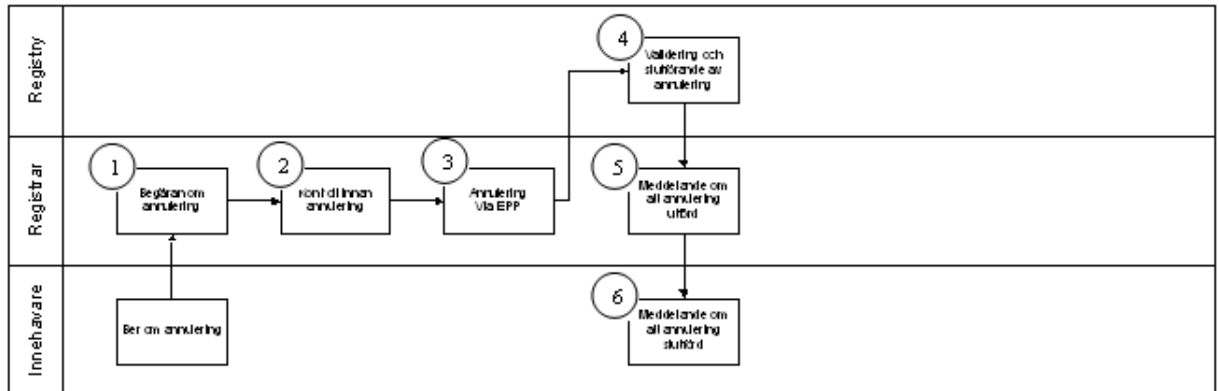 Registry
4
Validering och
slutförande av
annulering
Registrar
1
Begäran om
annulering
2
Kontroll innan
annulering
3
Annulering
Via EPP
5
Meddelande om
att annulering
utförd
Innehavare
Ber om annulering
6
Meddelande om
att annulering
slutförd